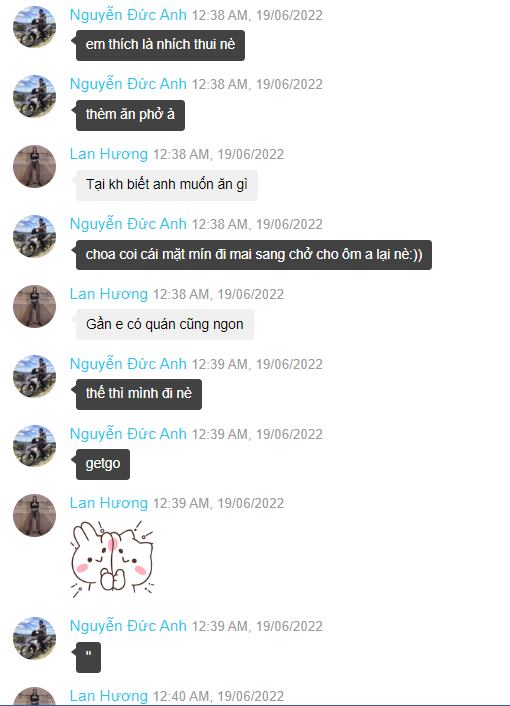 Nguyễn Đức Anh 12:38 AM, 19/06/2022
em thích là nhích thui nè
Nguyễn Đức Anh 12:38 AM, 19/06/2022
thèm ăn phở à
Lan Hương 12:38 AM, 19/06/2022
Tại kh biết anh muốn ăn gì
Nguyễn Đức Anh 12:38 AM, 19/06/2022
choa coi cái mặt mín đi mai sang chở cho ôm a lại nè:))
Lan Hương 12:38 AM, 19/06/2022
Gần e có quán cũng ngon
Nguyễn Đức Anh 12:39 AM, 19/06/2022
thế thì mình đi nè
Nguyễn Đức Anh 12:39 AM, 19/06/2022
getgo
Lan Hương 12:39 AM, 19/06/2022
Nguyễn Đức Anh 12:39 AM, 19/06/2022
"
Lan Hương 12:40 AM, 19/06/2022